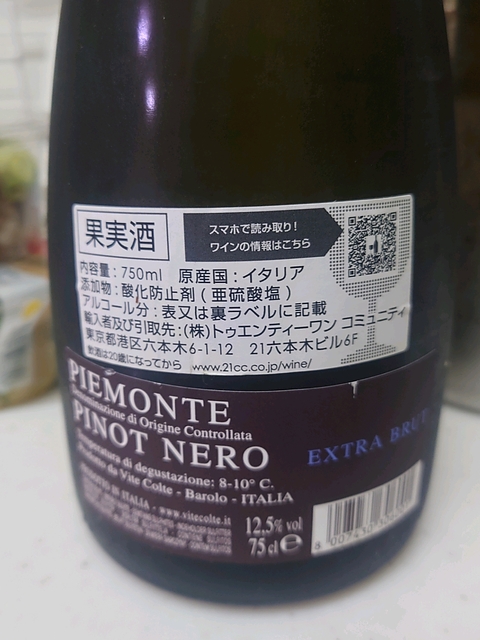 果実酒
スマホで読み取り!
ワインの情報はこちら
内容量:750ml 原産国:イタリア
添加物:酸化防止剤(亜硫酸塩)
アルコール分:表又は裏ラベルに記載
輸入者及び引取先:(株)トゥエンティーワン コミュニティ
東京都港区六本木6-1-12 21六本木ビル6F
飲酒は20歳になってから www.21cc.co.jp/wine/
PIEMONTE
Denominazione di Origine Controllata
PINOT NERO
EXTRA BRUT
Temperatura di degustazione: 8-10° C.
Prodotto da Vite Colte - Barolo - ITALIA
PRODOTTO IN ITALIA - www.vitecolte.it
12,5% vol
75 cl e